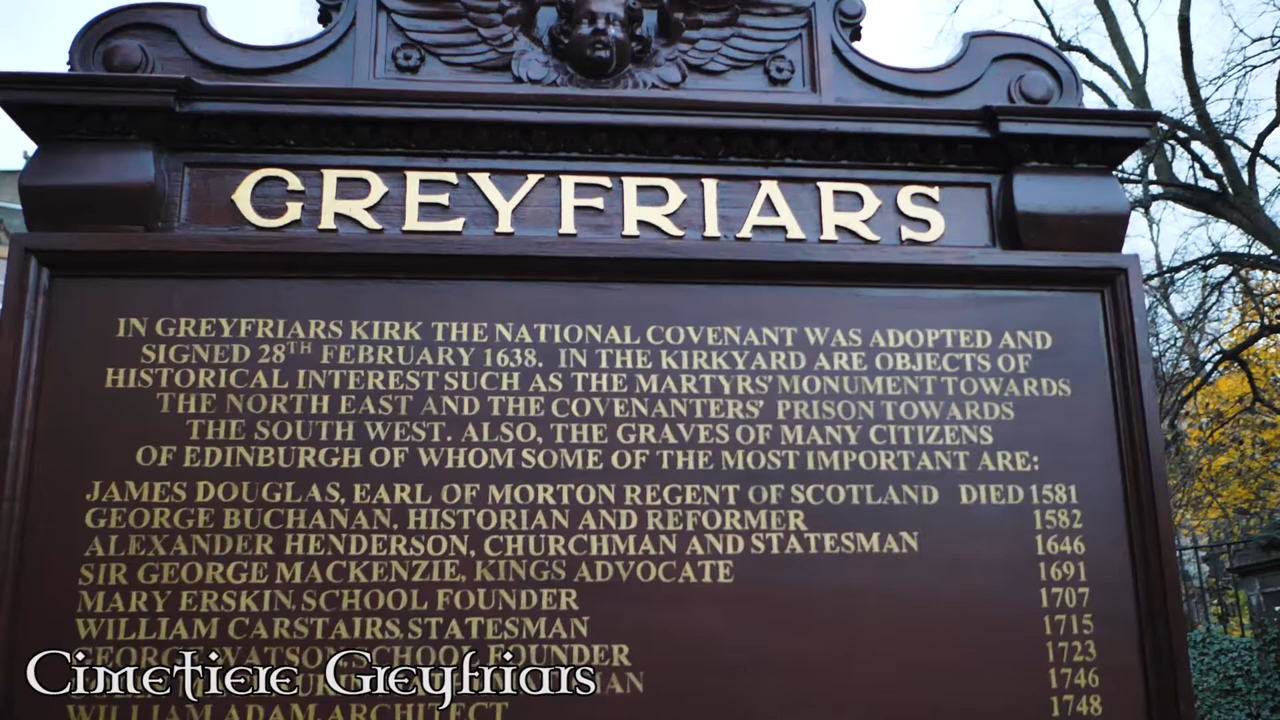 GREYFRIARS
IN GREYFRIARS KIRK THE NATIONAL COVENANT WAS ADOPTED AND
SIGNED 28TH FEBRUARY 1638. IN THE KIRKYARD ARE OBJECTS OF
HISTORICAL INTEREST SUCH AS THE MARTYRS' MONUMENT TOWARDS
THE NORTH EAST AND THE COVENANTERS' PRISON TOWARDS
THE SOUTH WEST. ALSO, THE GRAVES OF MANY CITIZENS
OF EDINBURGH OF WHOM SOME OF THE MOST IMPORTANT ARE:
JAMES DOUGLAS, EARL OF MORTON REGENT OF SCOTLAND DIED 1581
GEORGE BUCHANAN, HISTORIAN AND REFORMER 1582
ALEXANDER HENDERSON, CHURCHMAN AND STATESMAN 1646
SIR GEORGE MACKENZIE, KINGS ADVOCATE 1691
MARY ERSKIN, SCHOOL FOUNDER 1707
WILLIAM CARSTAIRS, STATESMAN 1715
GEORGE WATSON, SCHOOL FOUNDER 1723
1746
WILLIAM ADAM, ARCHITECT 1748
Cimetiere Greyfriars